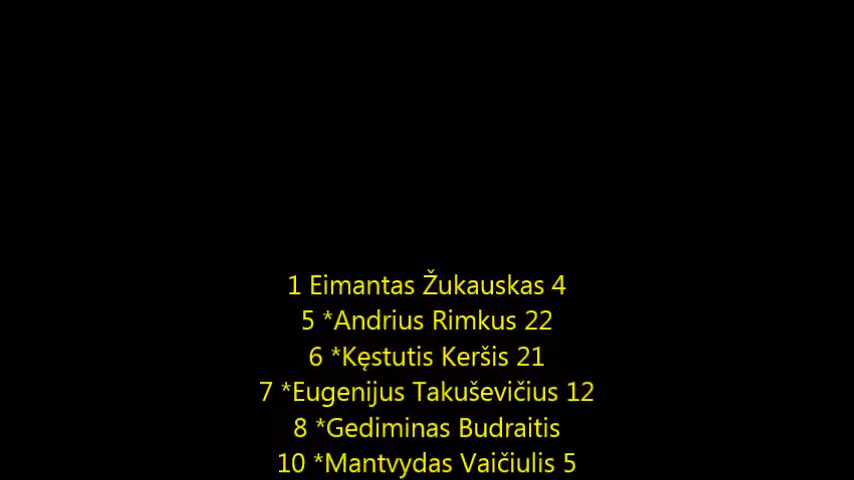 1 Eimantas Žukauskas 4
5 *Andrius Rimkus 22
6 *Kęstutis Keršis 21
7 *Eugenijus Takuševičius 12
8 *Gediminas Budraitis
10 *Mantvydas Vaičiulis 5